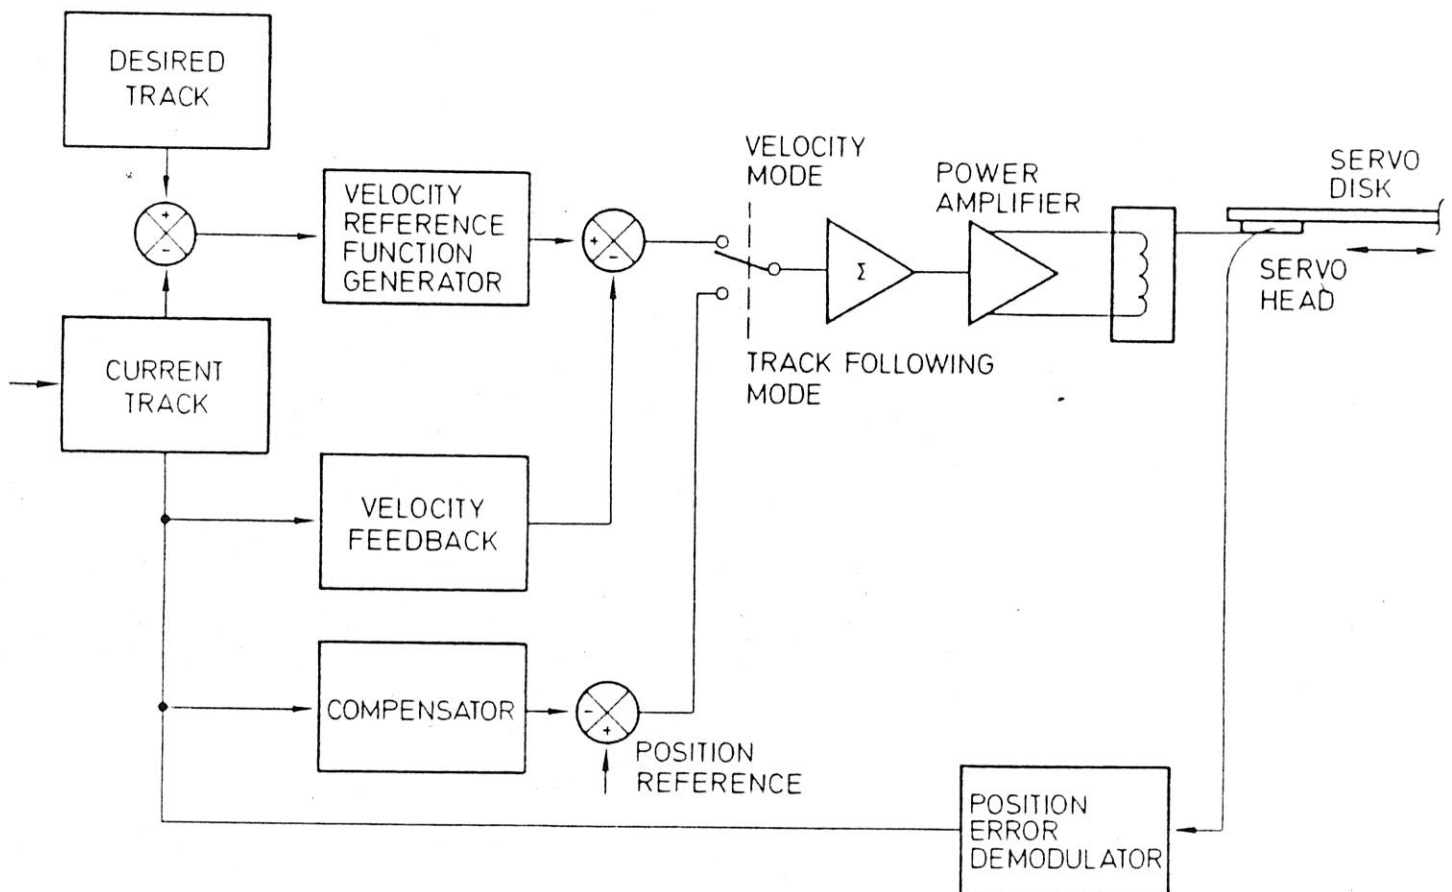 DESIRED
TRACK
+
−
CURRENT
TRACK
VELOCITY
REFERENCE
FUNCTION
GENERATOR
+
−
VELOCITY
MODE
TRACK FOLLOWING
MODE
Σ
POWER
AMPLIFIER
SERVO
DISK
SERVO
HEAD
VELOCITY
FEEDBACK
COMPENSATOR
−
+
POSITION
REFERENCE
POSITION
ERROR
DEMODULATOR